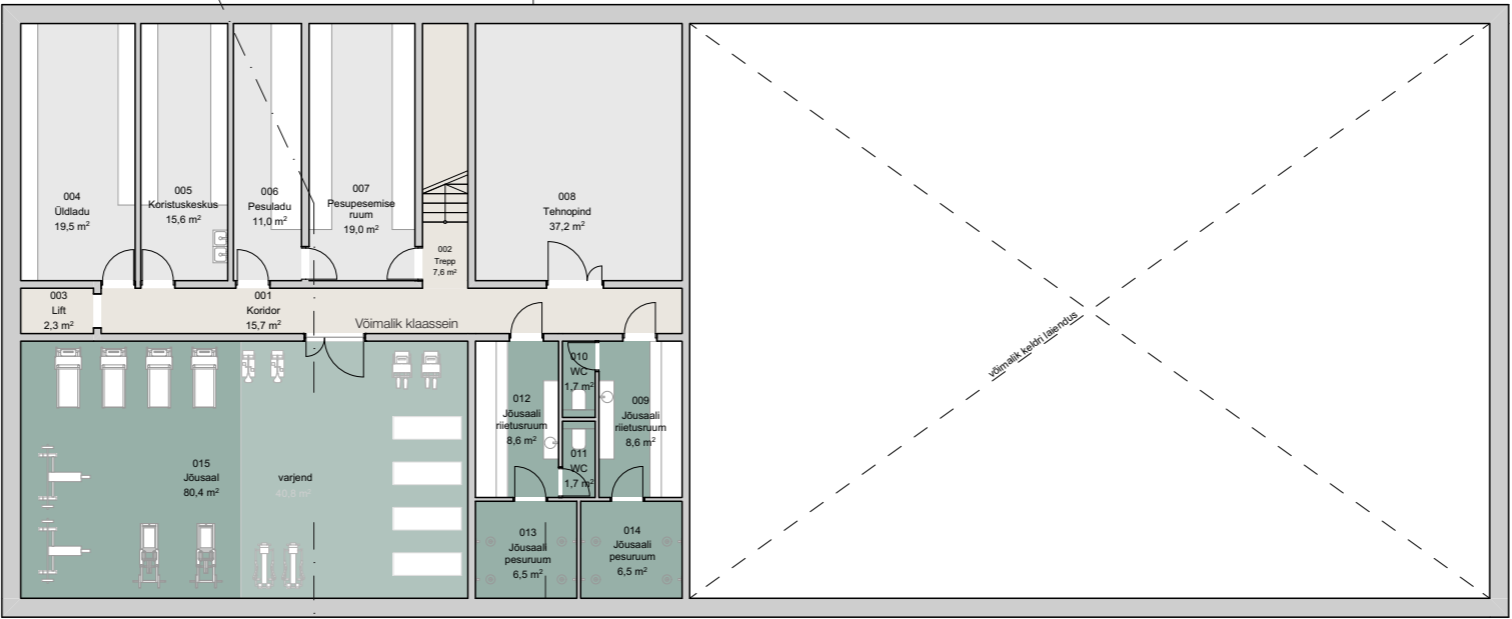 004
Üldladu
19,5 m²
005
Koristuskeskus
15,6 m²
006
Pesuladu
11,0 m²
007
Pesupesemise
ruum
19,0 m²
002
Trepp
7,6 m²
008
Tehnopind
37,2 m²
003
Lift
2,3 m²
001
Koridor
15,7 m²
Võimalik klaassein
võimalik keldri laiendus
010
WC
1,7 m²
012
Jõusaali
riietusruum
8,6 m²
009
Jõusaali
riietusruum
8,6 m²
011
WC
1,7 m²
015
Jõusaal
80,4 m²
varjend
40,8 m²
013
Jõusaali
pesuruum
6,5 m²
014
Jõusaali
pesuruum
6,5 m²